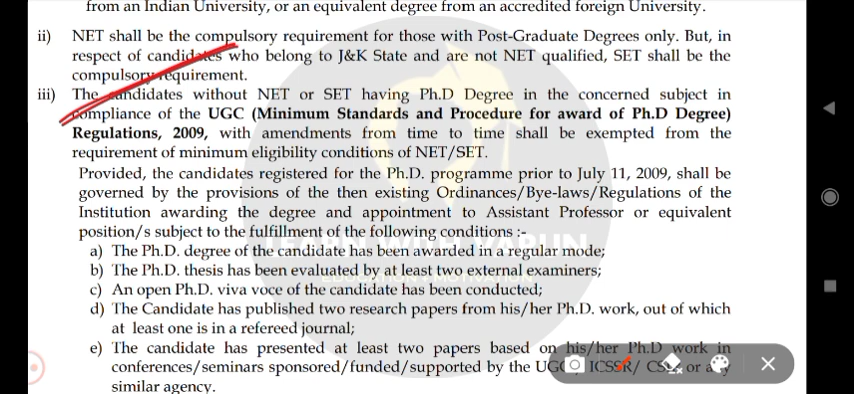 from an Indian University, or an equivalent degree from an accredited foreign University.
ii) NET shall be the compulsory requirement for those with Post-Graduate Degrees only. But, in
respect of candidates who belong to J&K State and are not NET qualified, SET shall be the
compulsory requirement.
iii) The candidates without NET or SET having Ph.D Degree in the concerned subject in
compliance of the UGC (Minimum Standards and Procedure for award of Ph.D Degree)
Regulations, 2009, with amendments from time to time shall be exempted from the
requirement of minimum eligibility conditions of NET/SET.
Provided, the candidates registered for the Ph.D. programme prior to July 11, 2009, shall be
governed by the provisions of the then existing Ordinances/Bye-laws/Regulations of the
Institution awarding the degree and appointment to Assistant Professor or equivalent
position/s subject to the fulfillment of the following conditions :-
LEARN WITH VARUN
a) The Ph.D. degree of the candidate has been awarded in a regular mode;
b) The Ph.D. thesis has been evaluated by at least two external examiners;
c) An open Ph.D. viva voce of the candidate has been conducted;
d) The Candidate has published two research papers from his/her Ph.D. work, out of which
at least one is in a refereed journal;
e) The candidate has presented at least two papers based on his/her Ph.D work in
conferences/seminars sponsored/funded/supported by the ICSSR/ or
similar agency.